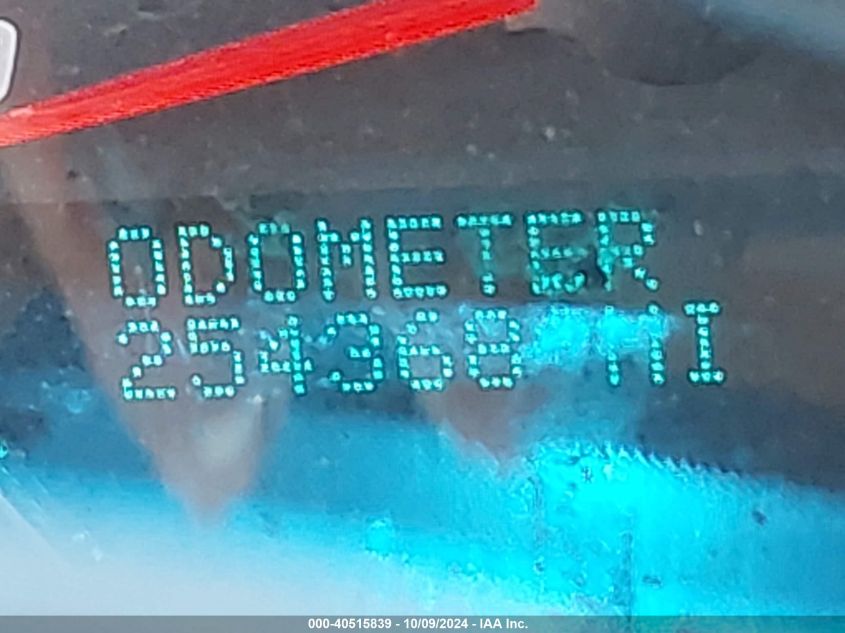 ODOMETER
254368 MI
000-40515839 - 10/09/2024 - IAA Inc.